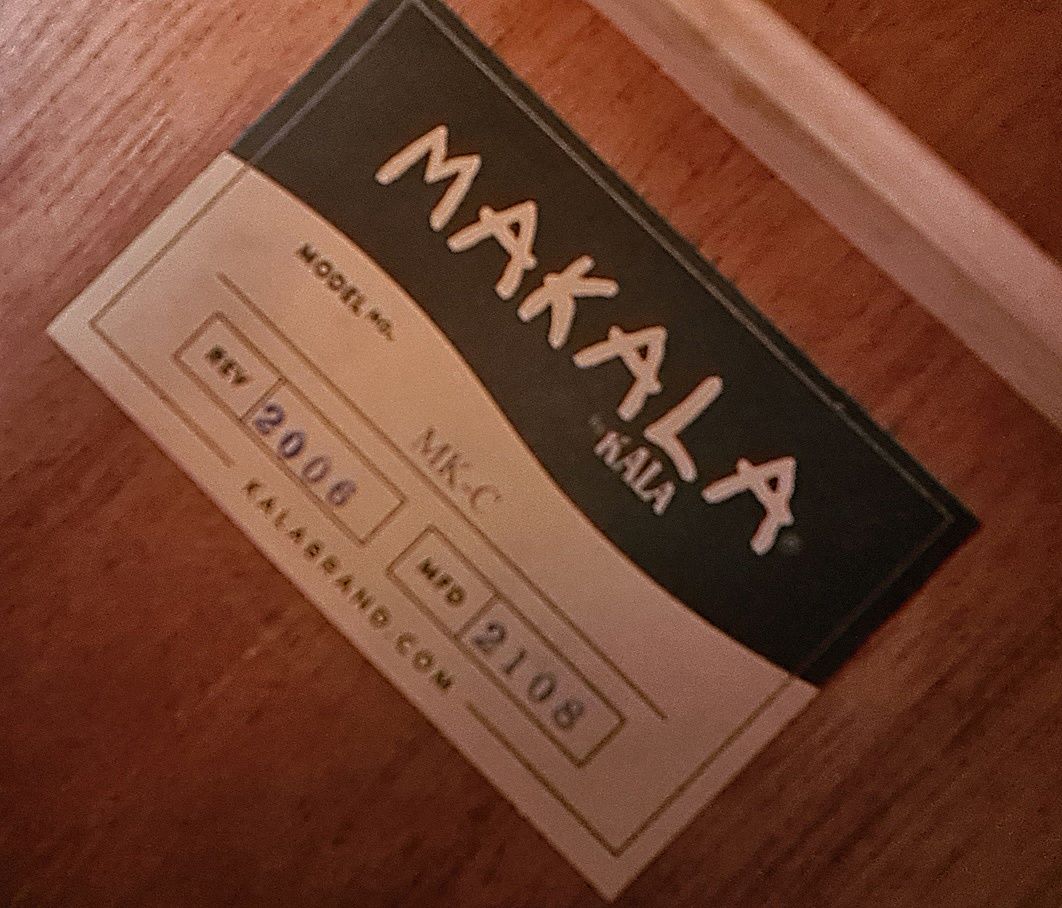 MAKALA®
KALA
MODEL NO.
MK-C
REV 2006
MFD 2108
KALABRAND.COM